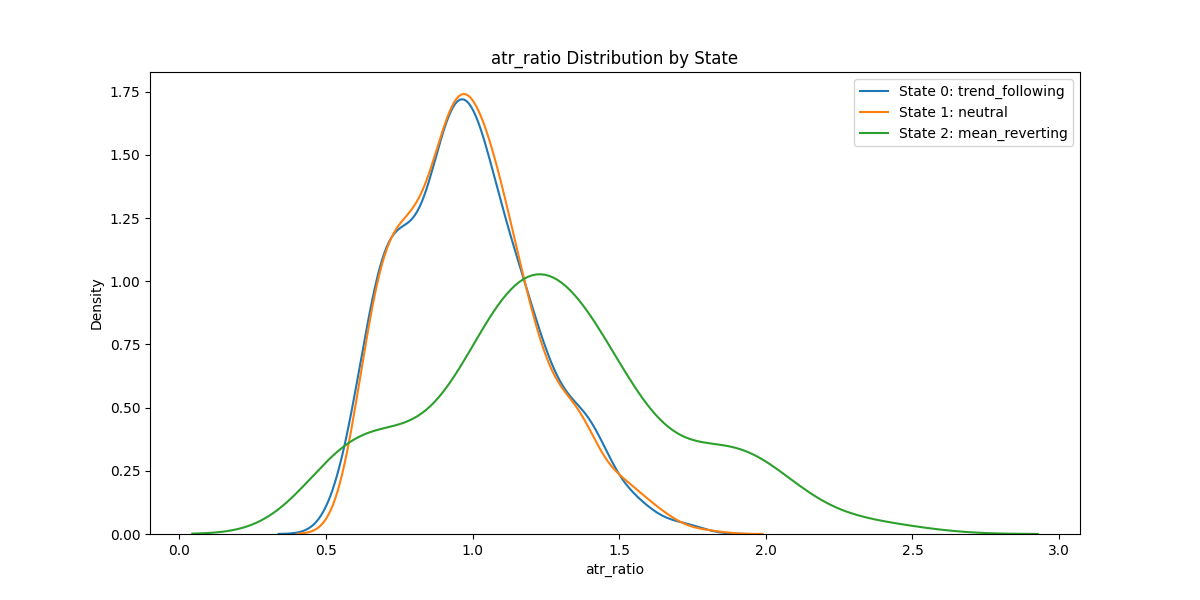 atr_ratio Distribution by State
State 0: trend_following
State 1: neutral
State 2: mean_reverting
Density
1.75
1.50
1.25
1.00
0.75
0.50
0.25
0.00
0.0 0.5 1.0 1.5 2.0 2.5 3.0
atr_ratio